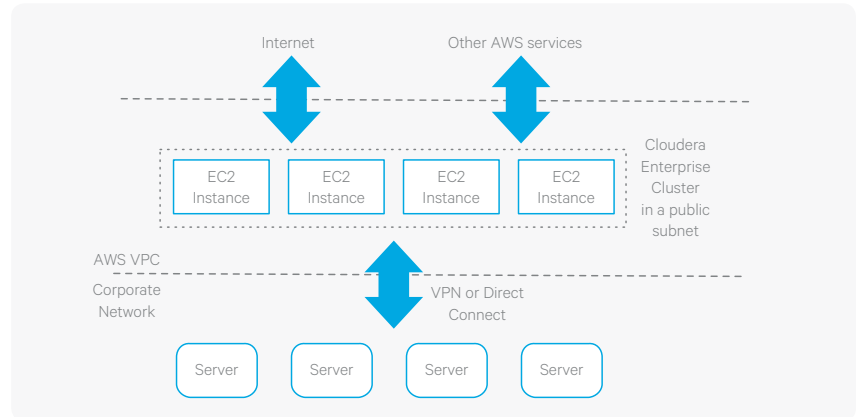 Internet
Other AWS services
Cloudera
Enterprise
Cluster
in a public
subnet
EC2
Instance
EC2
Instance
EC2
Instance
EC2
Instance
AWS VPC
Corporate
Network
VPN or Direct
Connect
Server
Server
Server
Server